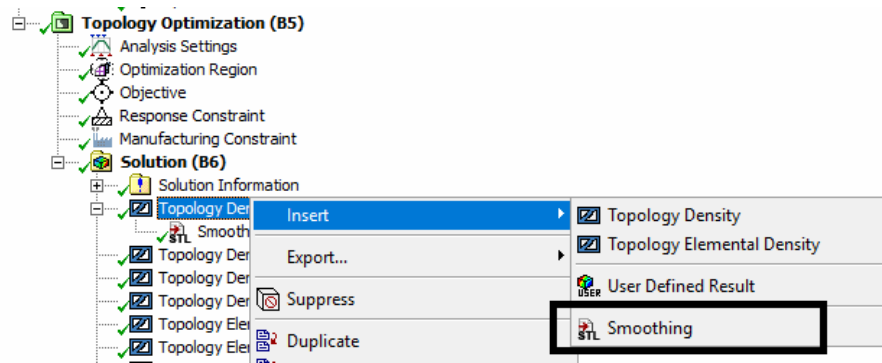 Topology Optimization (B5)
Analysis Settings
Optimization Region
Objective
Response Constraint
Manufacturing Constraint
Solution (B6)
Solution Information
Topology Der
STL Smooth
Topology Der
Topology Der
Topology Der
Topology Eler
Topology Eler
Insert
Export...
Suppress
Duplicate
Topology Density
Topology Elemental Density
USER User Defined Result
STL Smoothing